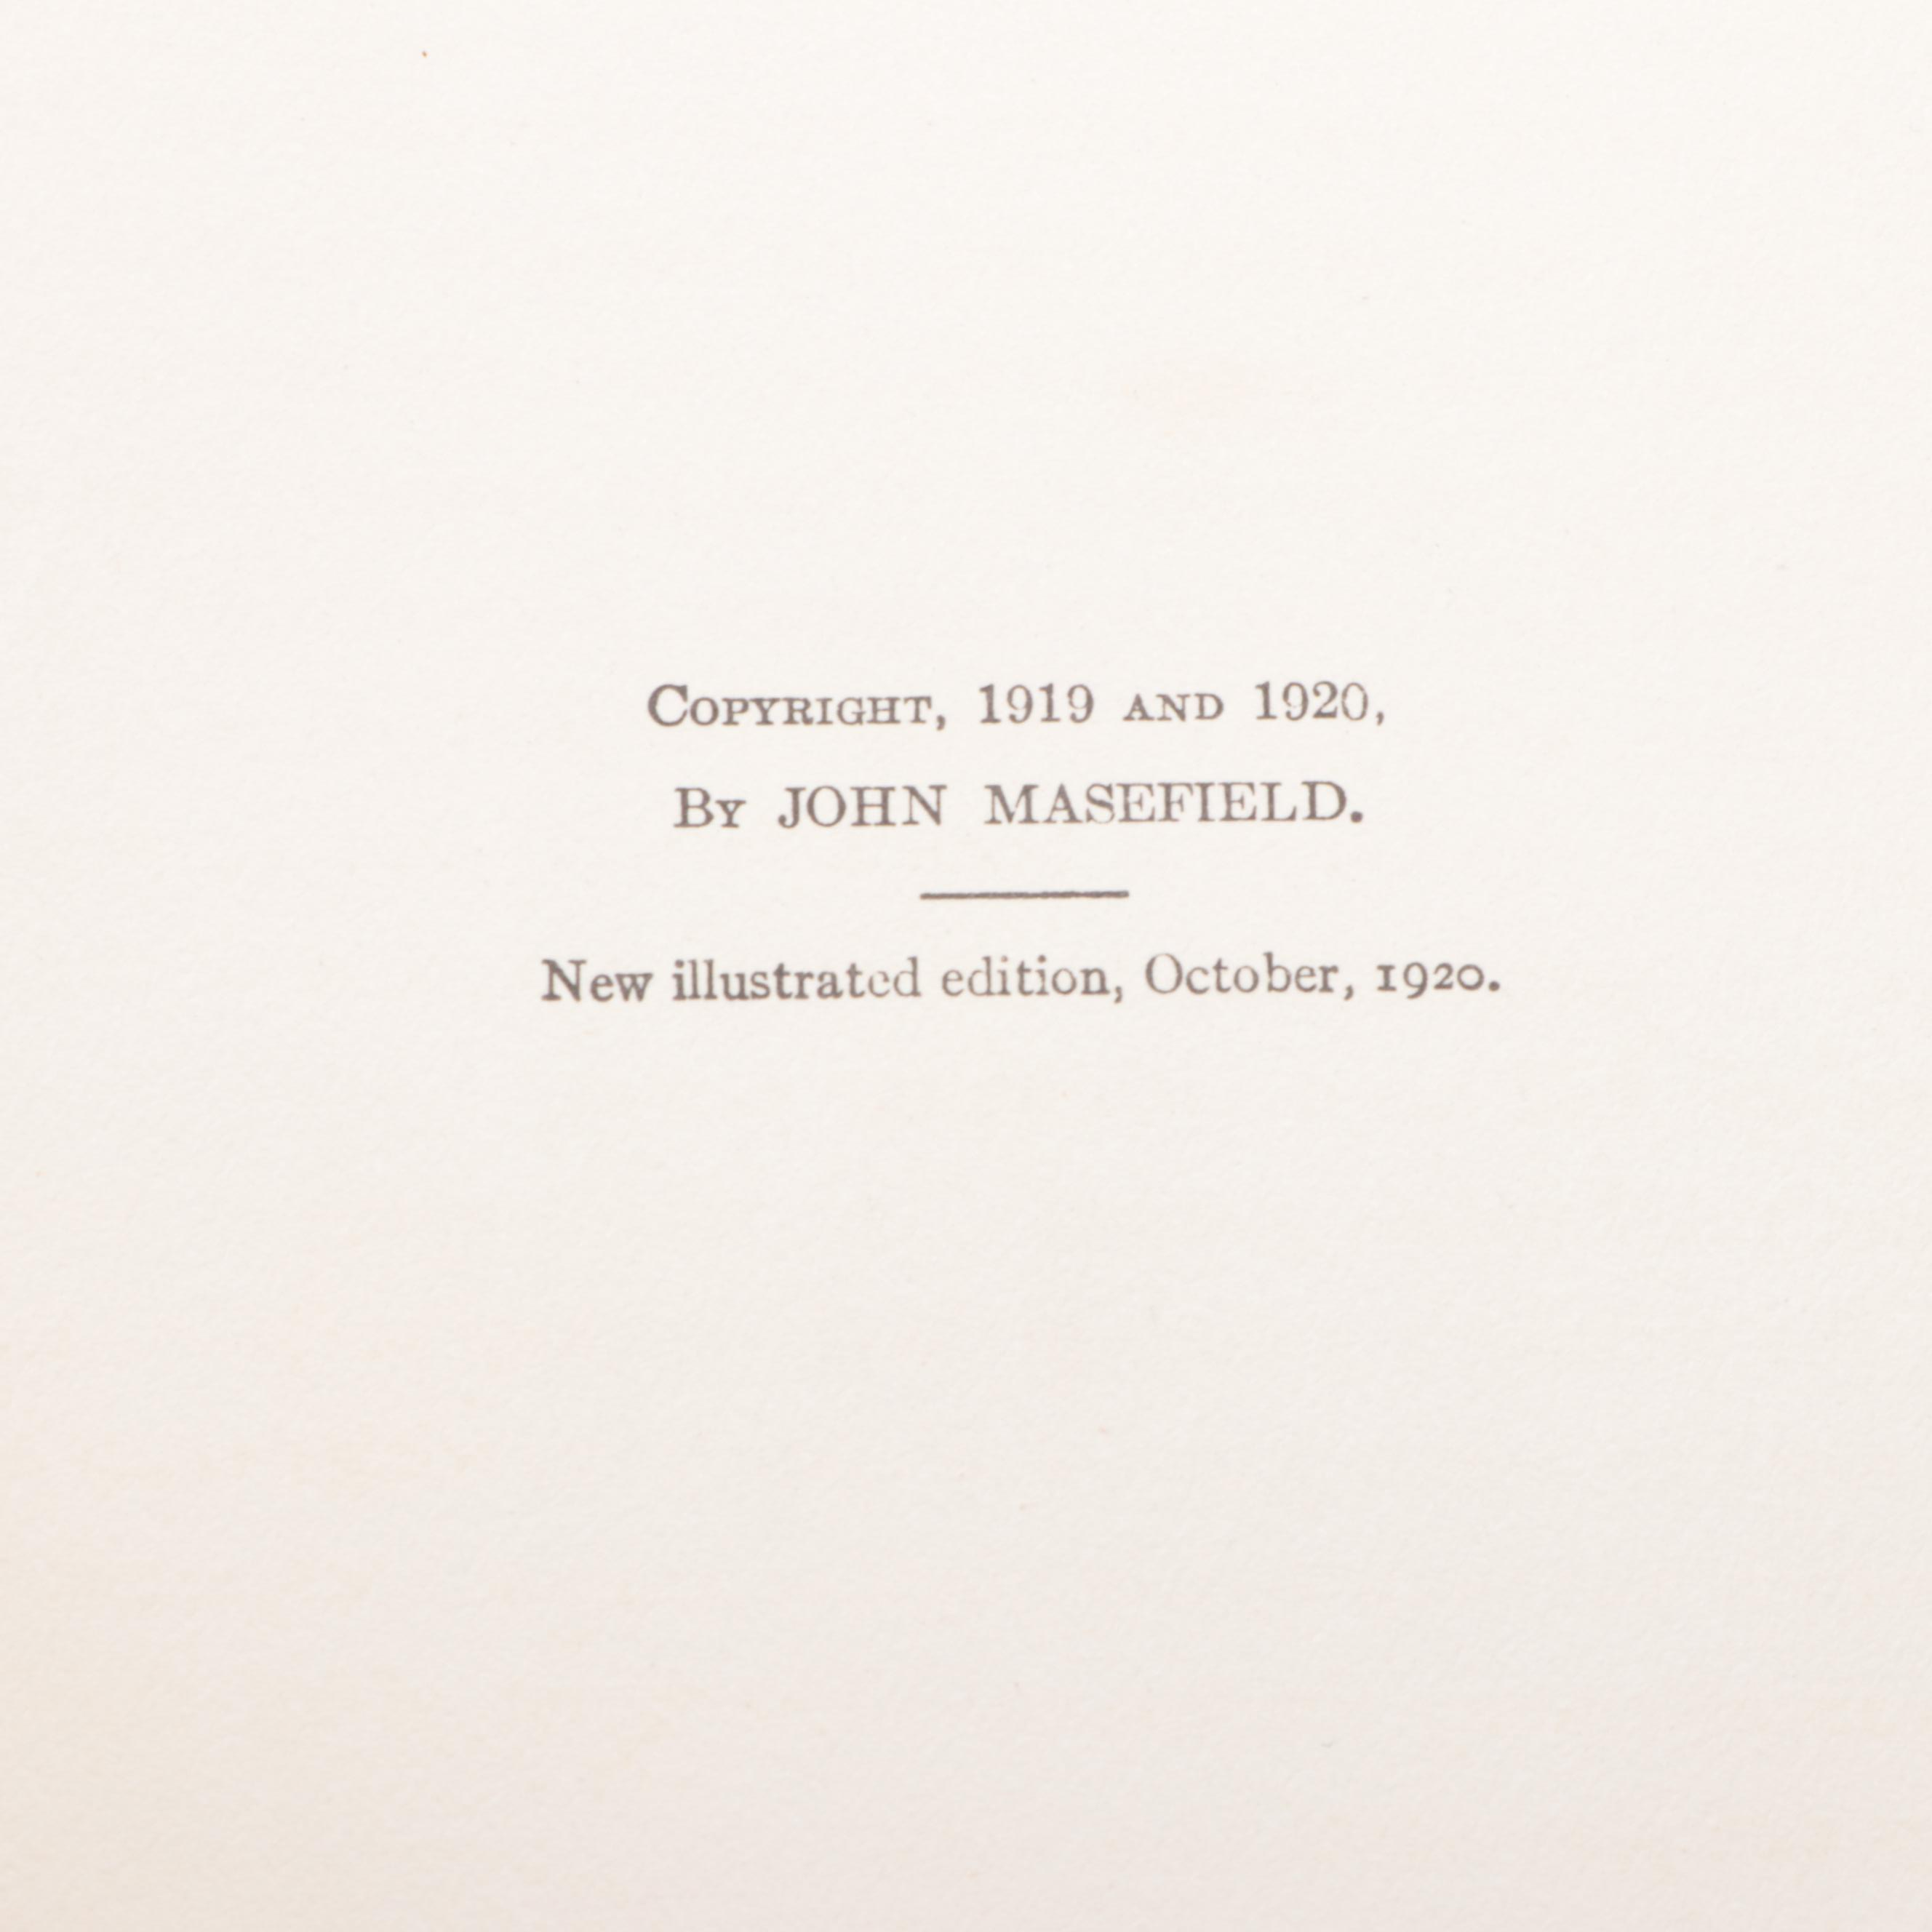 Copyright, 1919 and 1920,
By JOHN MASEFIELD.
New illustrated edition, October, 1920.